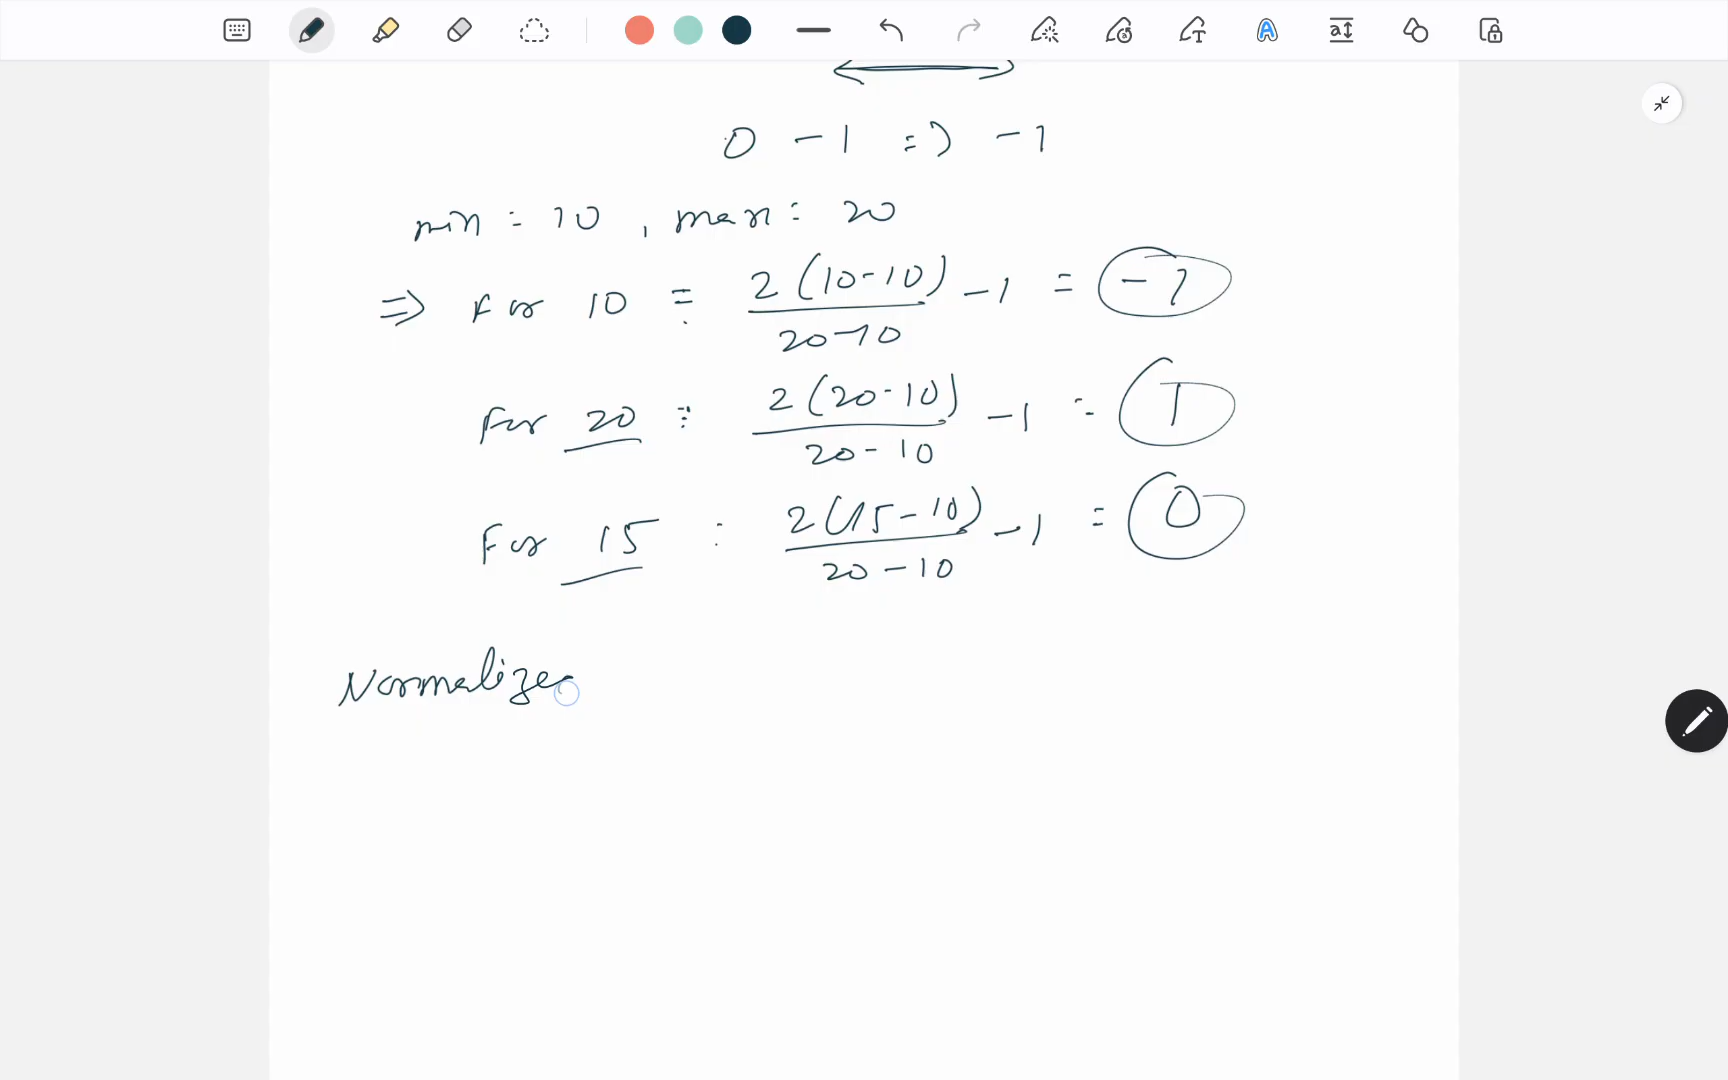 0 - 1 => -1
min : 10 , max : 20
=> For 10 = 2(10-10)/20-10 -1 = -1
For 20 : 2(20-10)/20-10 -1 = 1
For 15 : 2(15-10)/20-10 -1 = 0
Normalize